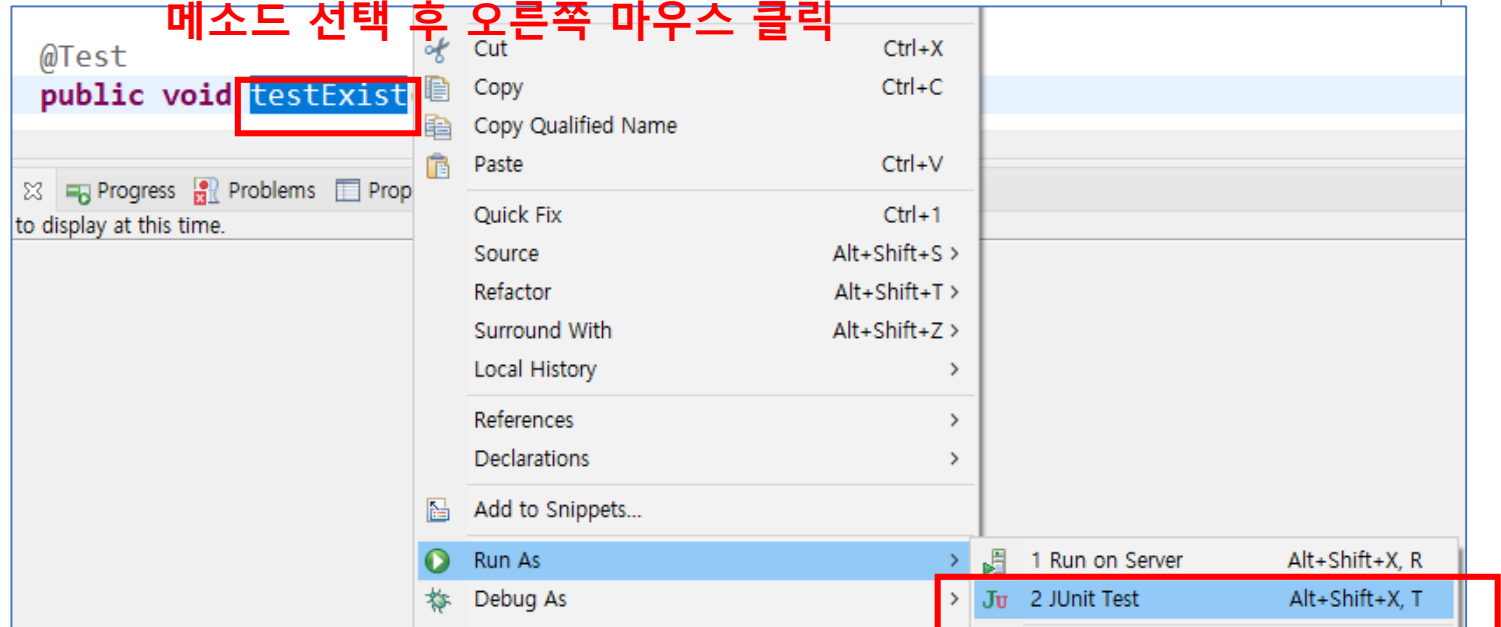 메소드 선택 후 오른쪽 마우스 클릭
@Test
public void testExist
Progress Problems Prop
to display at this time.
Cut Ctrl+X
Copy Ctrl+C
Copy Qualified Name
Paste Ctrl+V
Quick Fix Ctrl+1
Source Alt+Shift+S >
Refactor Alt+Shift+T >
Surround With Alt+Shift+Z >
Local History >
References >
Declarations >
Add to Snippets...
Run As >
Debug As >
1 Run on Server Alt+Shift+X, R
Ju 2 JUnit Test Alt+Shift+X, T